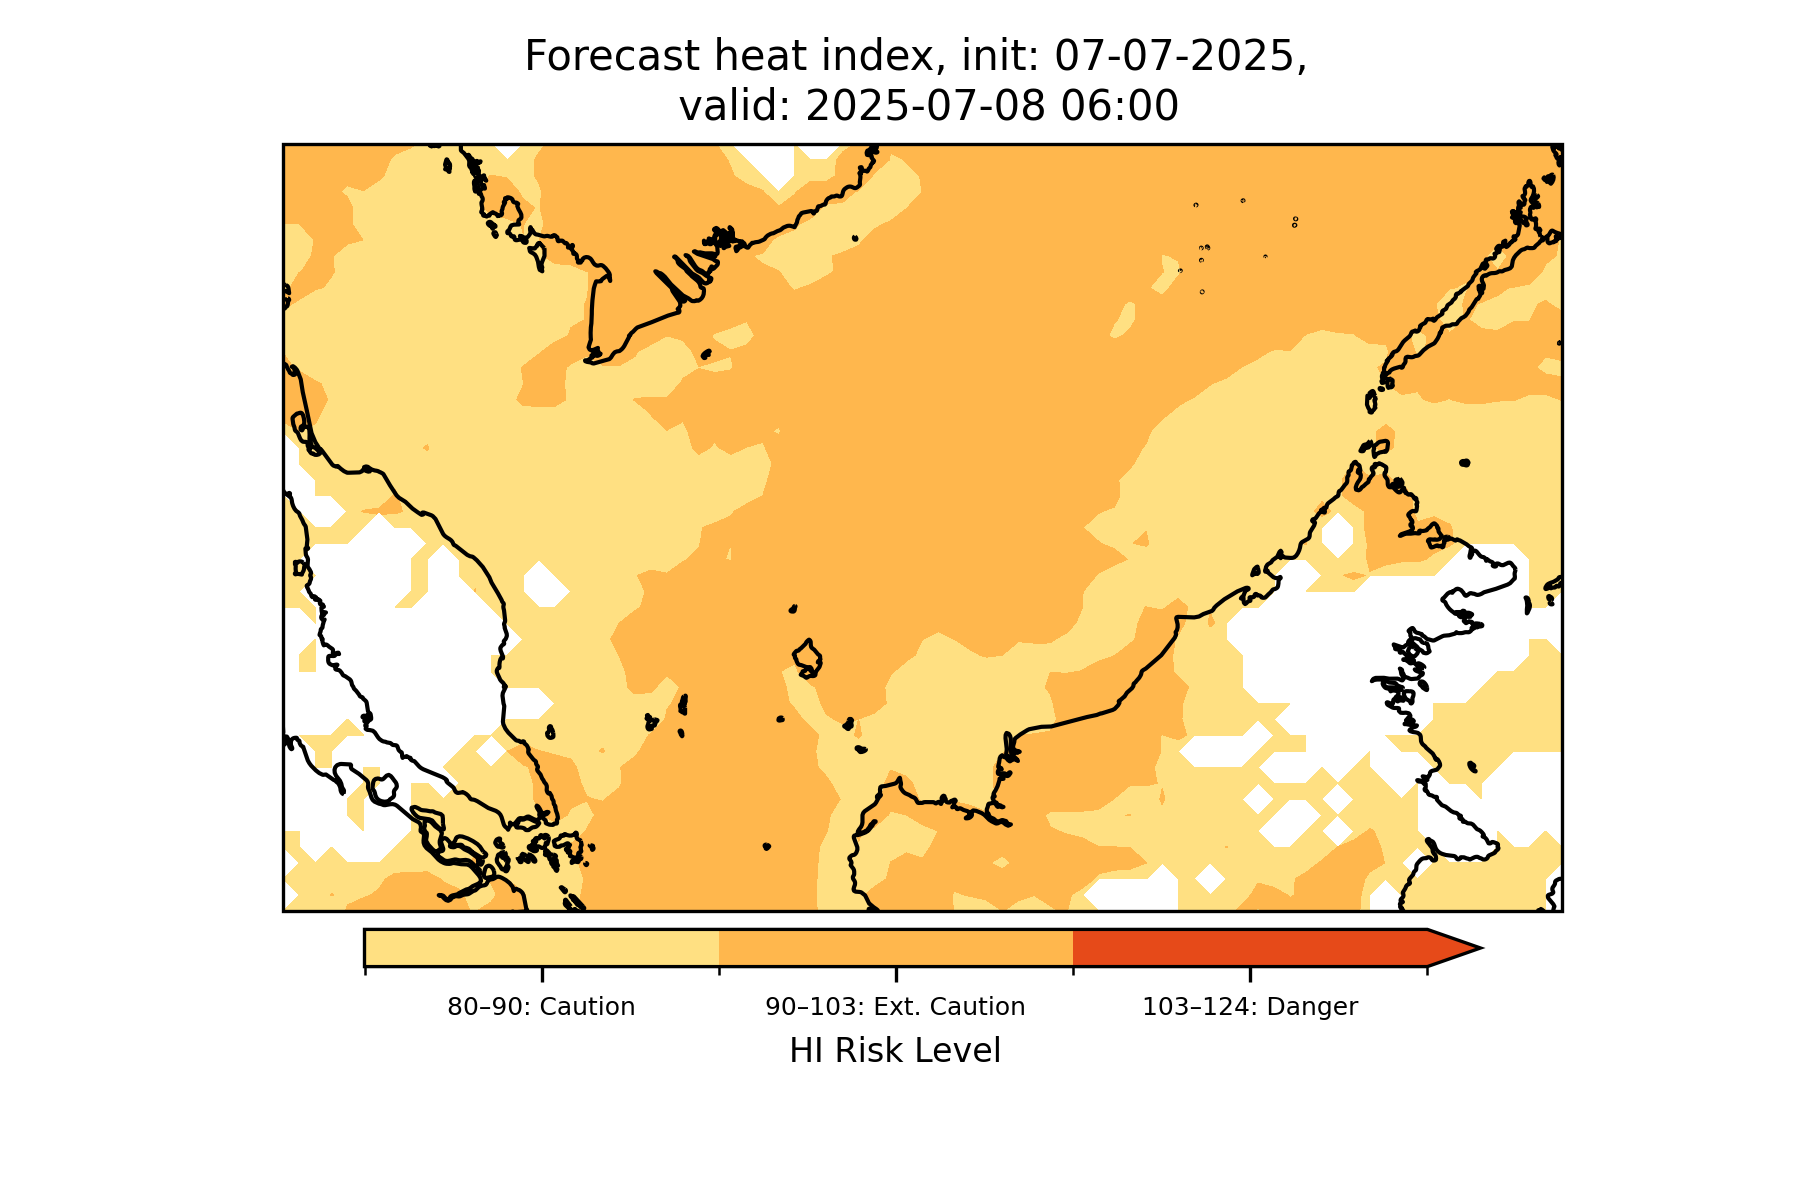 Forecast heat index, init: 07-07-2025,
valid: 2025-07-08 06:00
80–90: Caution
90–103: Ext. Caution
103–124: Danger
HI Risk Level